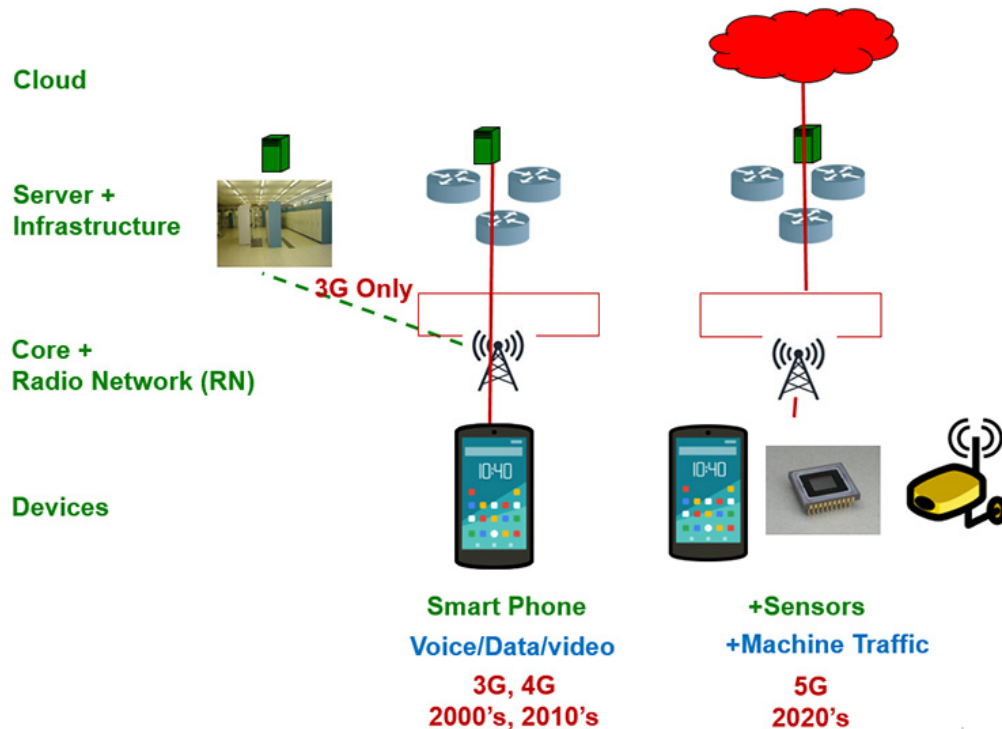 Cloud
Server +
Infrastructure
3G Only
Core +
Radio Network (RN)
10:40
10:40
Devices
Smart Phone
+Sensors
Voice/Data/video
+Machine Traffic
3G, 4G
5G
2000's, 2010's
2020's